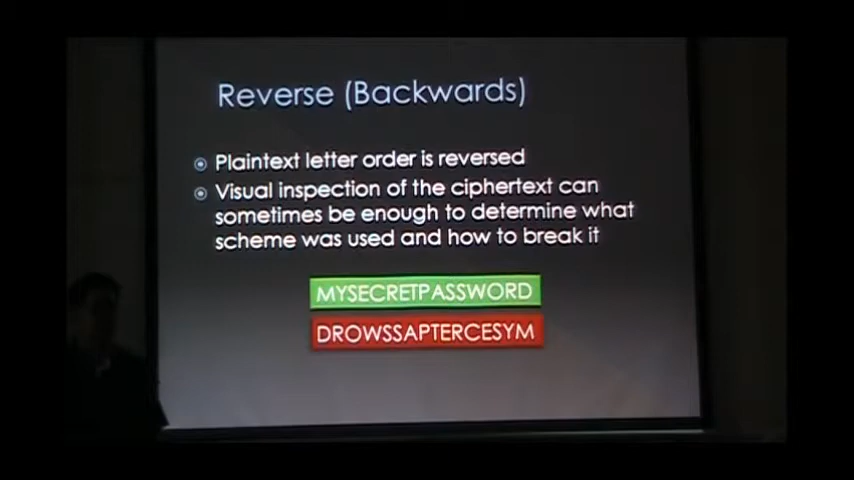 Reverse (Backwards)
Plaintext letter order is reversed
Visual inspection of the ciphertext can
sometimes be enough to determine what
scheme was used and how to break it
MYSECRETPASSWORD
DROWSSAPTERCESYM